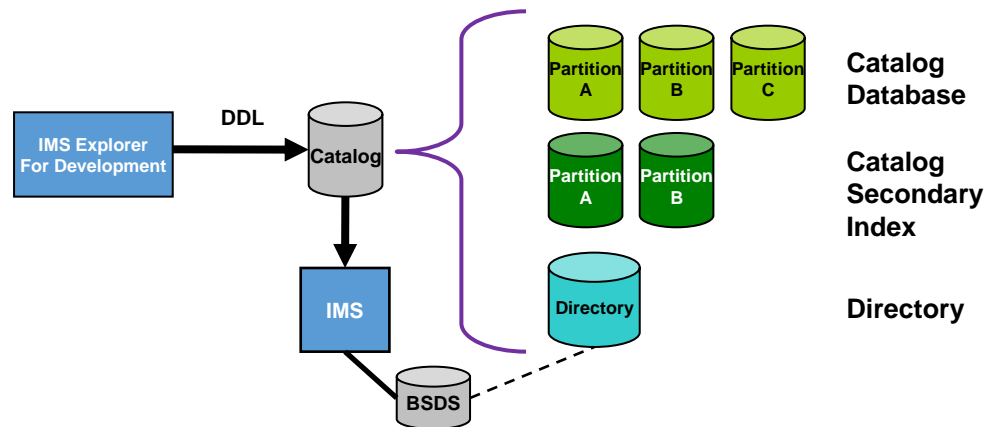 IMS Explorer
For Development
DDL
Catalog
IMS
BSDS
Partition
A
Partition
B
Partition
C
Catalog
Database
Partition
A
Partition
B
Catalog
Secondary
Index
Directory
Directory